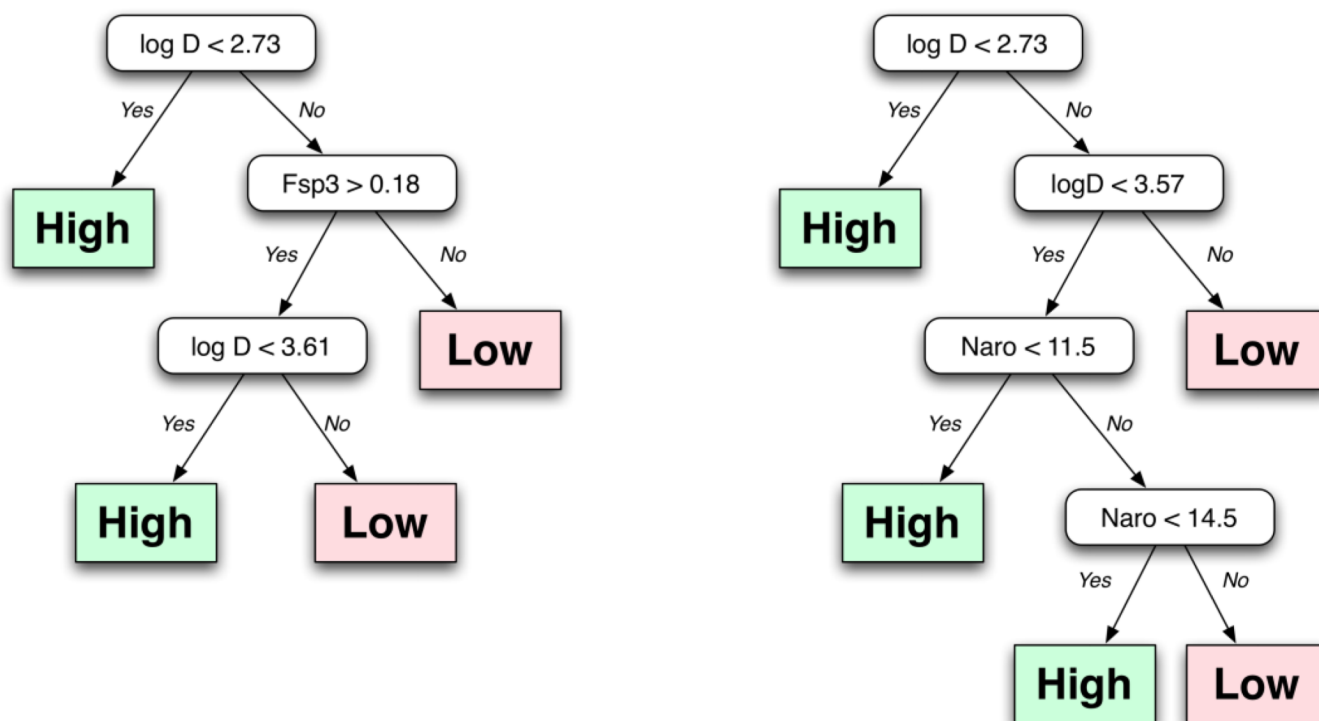 log D < 2.73
Yes
No
High
Fsp3 > 0.18
Yes
No
log D < 3.61
Low
Yes
No
High
Low
log D < 2.73
Yes
No
High
logD < 3.57
Yes
No
Naro < 11.5
Low
Yes
No
High
Naro < 14.5
Yes
No
High
Low